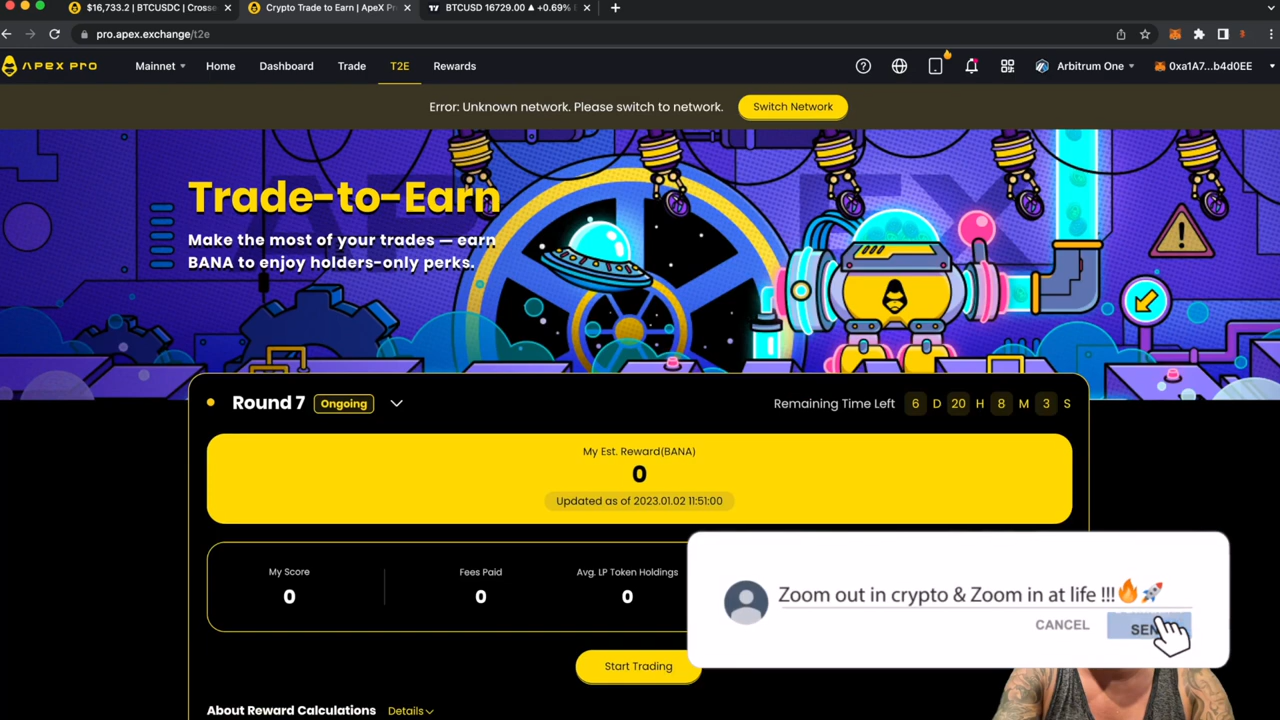 $16,733.2 | BTCUSDC | Crosse
Crypto Trade to Earn | ApeX Pr
BTCUSD 16729.00 ▲ +0.69%
pro.apex.exchange/t2e
APEX PRO
Mainnet
Home
Dashboard
Trade
T2E
Rewards
Arbitrum One
0xa1A7...b4d0EE
Error: Unknown network. Please switch to network.
Switch Network
Trade-to-Earn
Make the most of your trades — earn
BANA to enjoy holders-only perks.
Round 7 Ongoing
Remaining Time Left 6 D 20 H 8 M 3 S
My Est. Reward(BANA)
0
Updated as of 2023.01.02 11:51:00
My Score
0
Fees Paid
0
Avg. LP Token Holdings
0
Zoom out in crypto & Zoom in at life !!!🔥🚀
CANCEL
Start Trading
About Reward Calculations Details